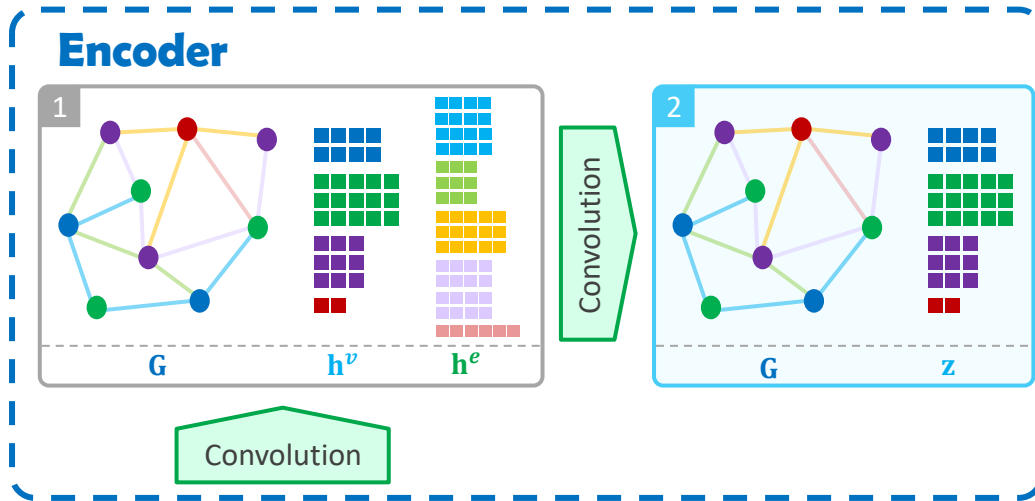 Encoder
1
G h^v h^e
Convolution
Convolution
2
G z